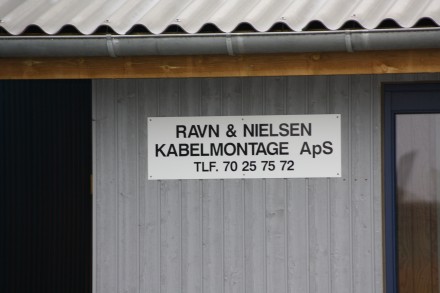 RAVN & NIELSEN
KABELMONTAGE ApS
TLF. 70 25 75 72